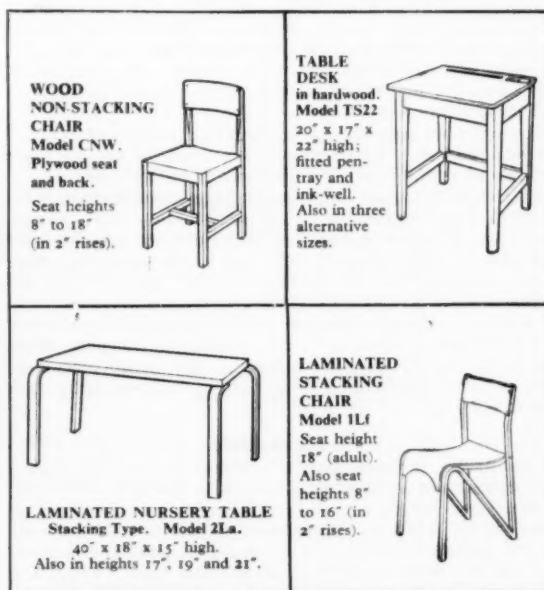 WOOD
NON-STACKING
CHAIR
Model CNW.
Plywood seat
and back.
Seat heights
8″ to 18″
(in 2″ rises).
TABLE
DESK
in hardwood.
Model TS22
20″ x 17″ x
22″ high;
fitted pen-
tray and
ink-well.
Also in three
alternative
sizes.
LAMINATED NURSERY TABLE
Stacking Type. Model 2La.
40″ x 18″ x 15″ high.
Also in heights 17″, 19″ and 21″.
LAMINATED
STACKING
CHAIR
Model 1Lf
Seat height
18″ (adult).
Also seat
heights 8″
to 16″ (in
2″ rises).